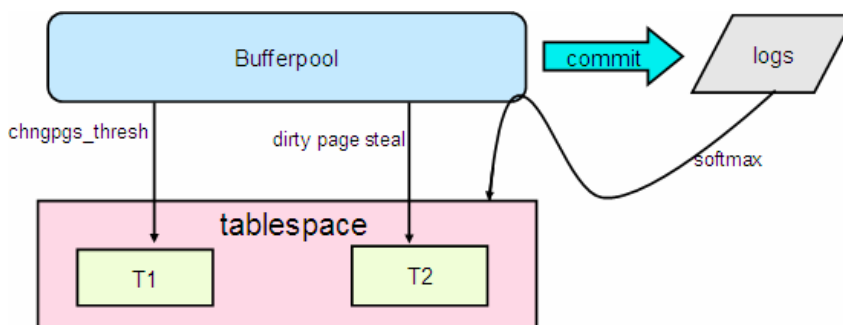 Bufferpool
commit
logs
chngpgs_thresh
dirty page steal
softmax
tablespace
T1
T2